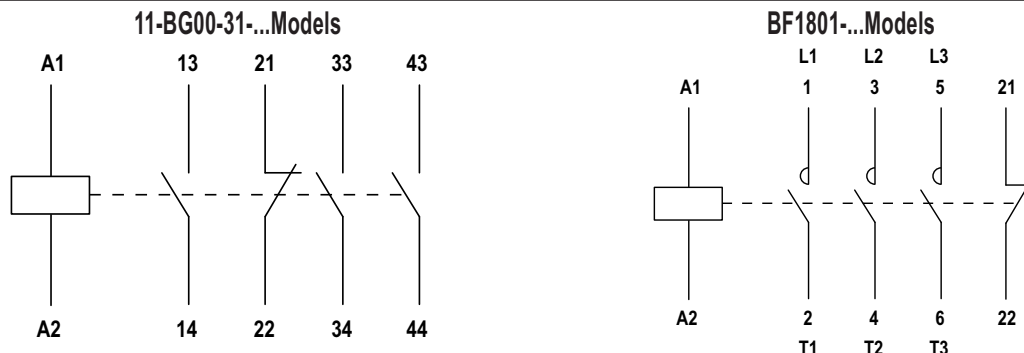 11-BG00-31-...Models
A1 13 21 33 43
A2 14 22 34 44
BF1801-...Models
L1 L2 L3
A1 1 3 5 21
A2 2 4 6 22
T1 T2 T3